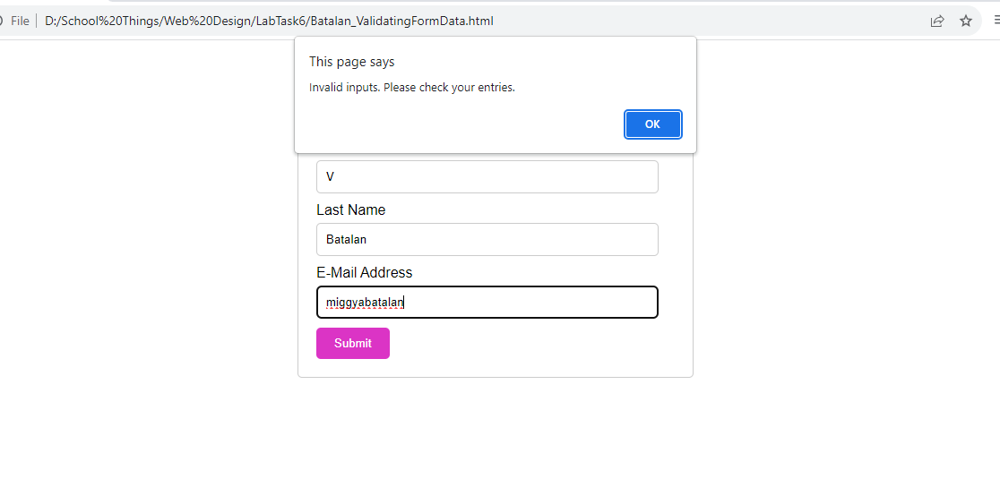 File D:/School%20Things/Web%20Design/LabTask6/Batalan_ValidatingFormData.html
This page says
Invalid inputs. Please check your entries.
OK
V
Last Name
Batalan
E-Mail Address
miggyabatalan
Submit